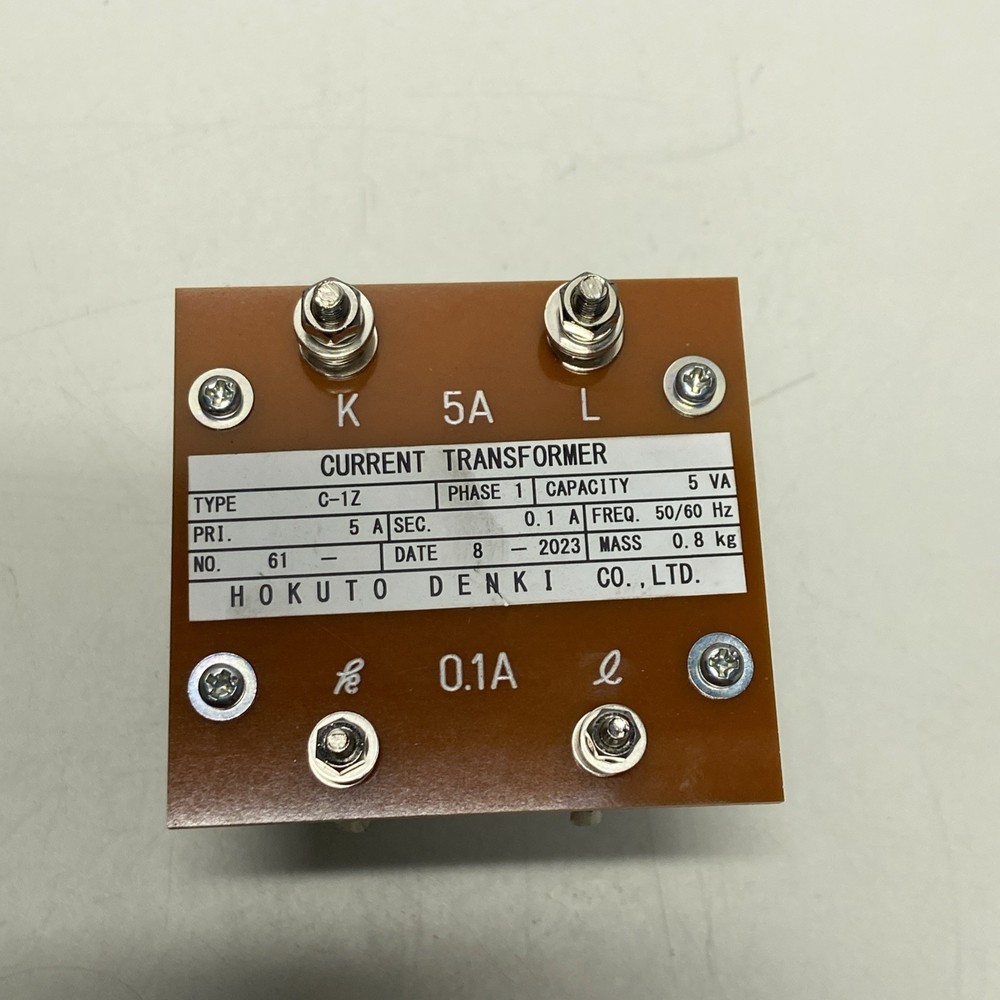 K 5A L
CURRENT TRANSFORMER
TYPE C-1Z PHASE 1 CAPACITY 5 VA
PRI. 5 A SEC. 0.1 A FREQ. 50/60 Hz
NO. 61 — DATE 8 — 2023 MASS 0.8 kg
HOKUTO DENKI CO.,LTD.
k 0.1A ℓ